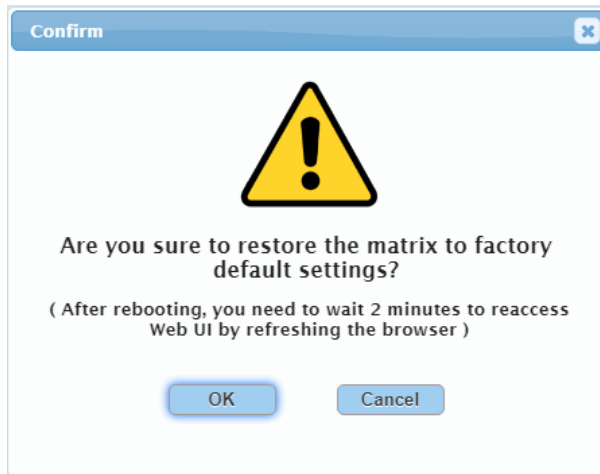 Confirm
Are you sure to restore the matrix to factory
default settings?
( After rebooting, you need to wait 2 minutes to reaccess
Web UI by refreshing the browser )
OK
Cancel